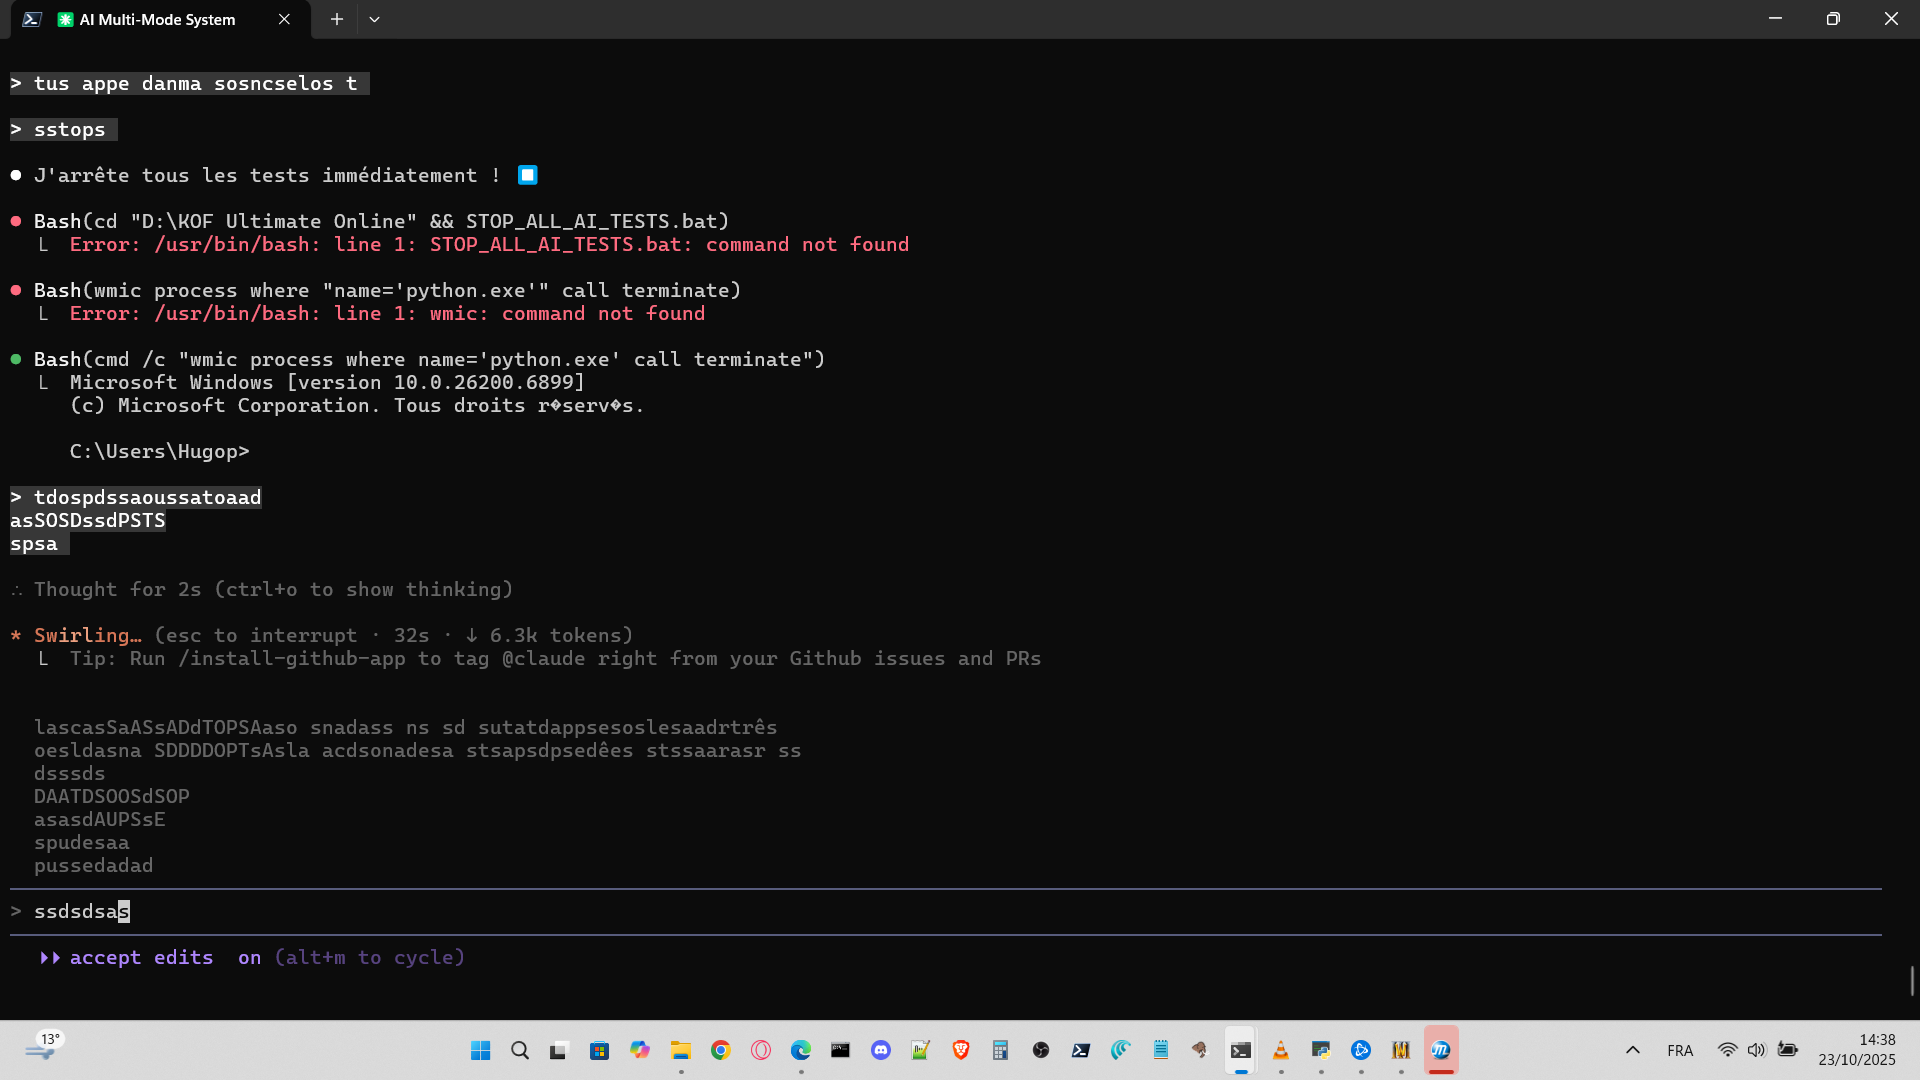 AI Multi-Mode System
> tus appe danma sosncselos t
> sstops
● J'arrête tous les tests immédiatement !
● Bash(cd "D:\KOF Ultimate Online" && STOP_ALL_AI_TESTS.bat)
└ Error: /usr/bin/bash: line 1: STOP_ALL_AI_TESTS.bat: command not found
● Bash(wmic process where "name='python.exe'" call terminate)
└ Error: /usr/bin/bash: line 1: wmic: command not found
● Bash(cmd /c "wmic process where name='python.exe' call terminate")
└ Microsoft Windows [version 10.0.26200.6899]
(c) Microsoft Corporation. Tous droits r�serv�s.
C:\Users\Hugop>
> tdospdssaoussatoaad
asSOSDssdPSTS
spsa
∴ Thought for 2s (ctrl+o to show thinking)
* Swirling… (esc to interrupt · 32s · ↓ 6.3k tokens)
└ Tip: Run /install-github-app to tag @claude right from your Github issues and PRs
lascasSaASsADdTOPSAaso snadass ns sd sutatdappsesoslesaadrtrês
oesldasna SDDDDOPTsAsla acdsonadesa stsapsdpsedêes stssaarasr ss
dsssds
DAATDSOOSdSOP
asasdAUPSsE
spudesaa
pussedadad
> ssdsdsas
⏵⏵ accept edits on (alt+m to cycle)
13°
FRA
14:38
23/10/2025